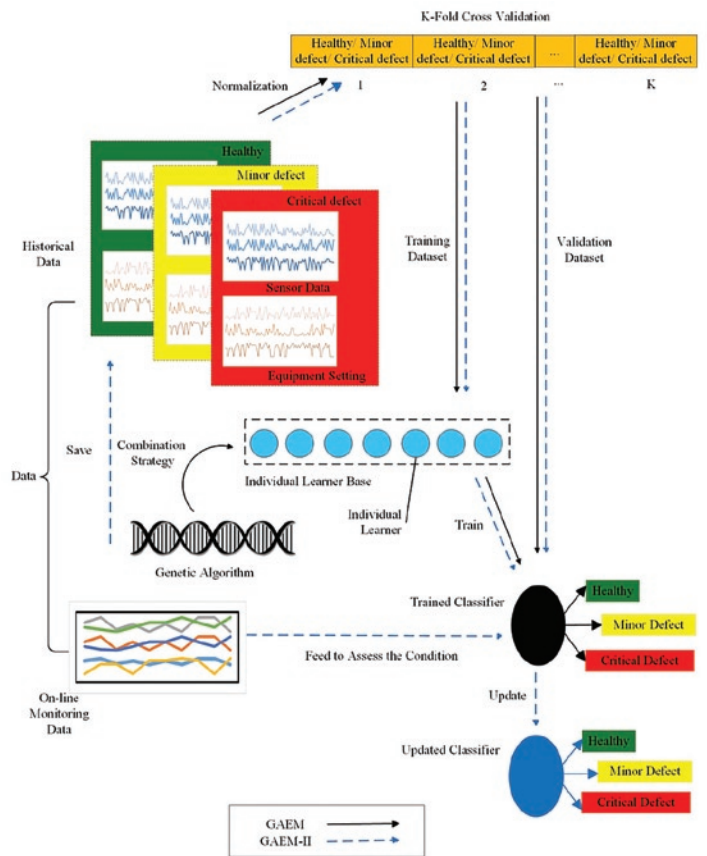 K-Fold Cross Validation
Healthy/ Minor
defect/ Critical defect
Healthy/ Minor
defect/ Critical defect
...
Healthy/ Minor
defect/ Critical defect
Normalization
1
2
...
K
Healthy
Minor defect
Critical defect
Historical
Data
Training
Dataset
Validation
Dataset
Sensor Data
Equipment Setting
Save
Combination
Strategy
Data
Individual Learner Base
Individual
Learner
Train
Genetic Algorithm
Trained Classifier
Healthy
Minor Defect
Critical Defect
Feed to Assess the Condition
On-line
Monitoring
Data
Update
Updated Classifier
Healthy
Minor Defect
Critical Defect
GAEM
GAEM-II